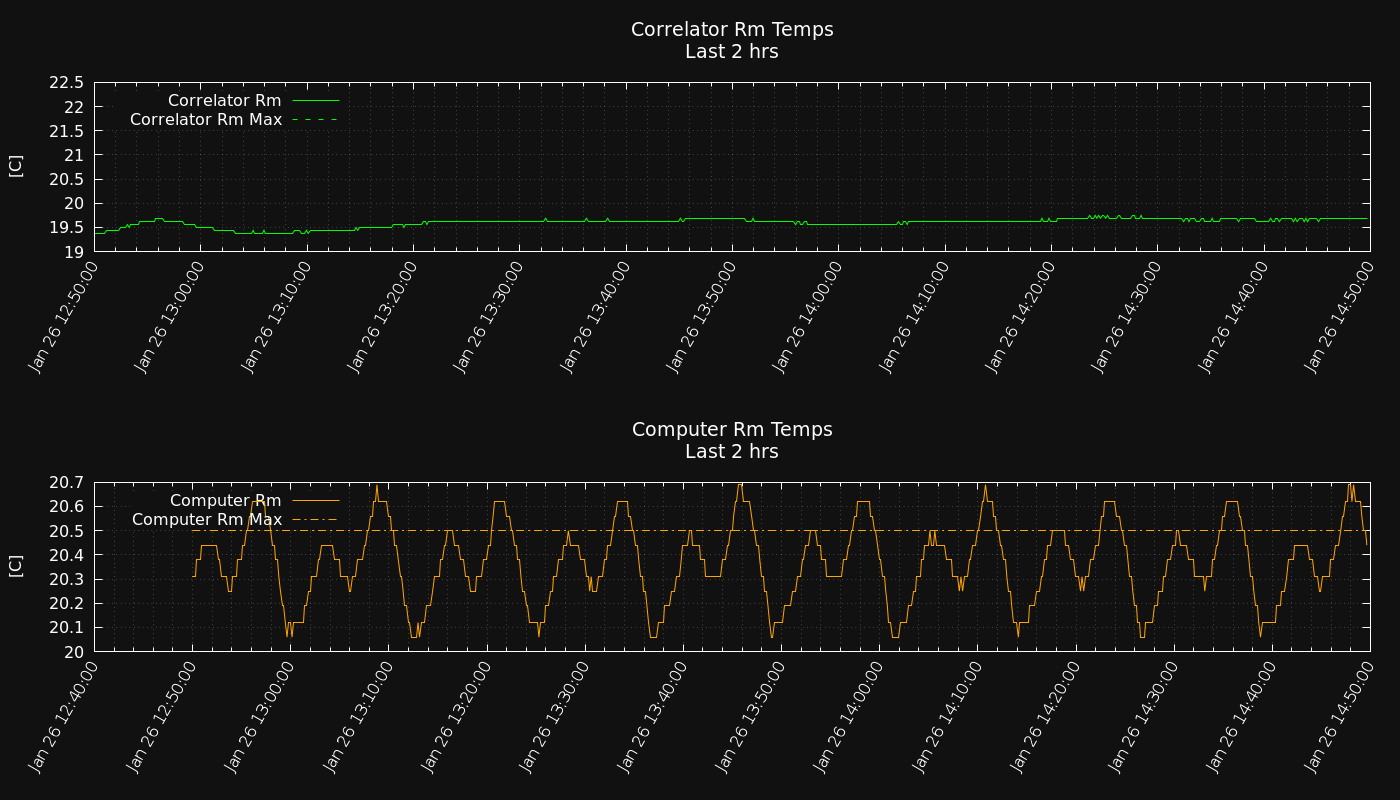 Correlator Rm Temps
Last 2 hrs
22.5
22
21.5
21
20.5
20
19.5
19
[C]
Correlator Rm
Correlator Rm Max
Jan 26 12:50:00
Jan 26 13:00:00
Jan 26 13:10:00
Jan 26 13:20:00
Jan 26 13:30:00
Jan 26 13:40:00
Jan 26 13:50:00
Jan 26 14:00:00
Jan 26 14:10:00
Jan 26 14:20:00
Jan 26 14:30:00
Jan 26 14:40:00
Jan 26 14:50:00
Computer Rm Temps
Last 2 hrs
20.7
20.6
20.5
20.4
20.3
20.2
20.1
20
[C]
Computer Rm
Computer Rm Max
Jan 26 12:40:00
Jan 26 12:50:00
Jan 26 13:00:00
Jan 26 13:10:00
Jan 26 13:20:00
Jan 26 13:30:00
Jan 26 13:40:00
Jan 26 13:50:00
Jan 26 14:00:00
Jan 26 14:10:00
Jan 26 14:20:00
Jan 26 14:30:00
Jan 26 14:40:00
Jan 26 14:50:00